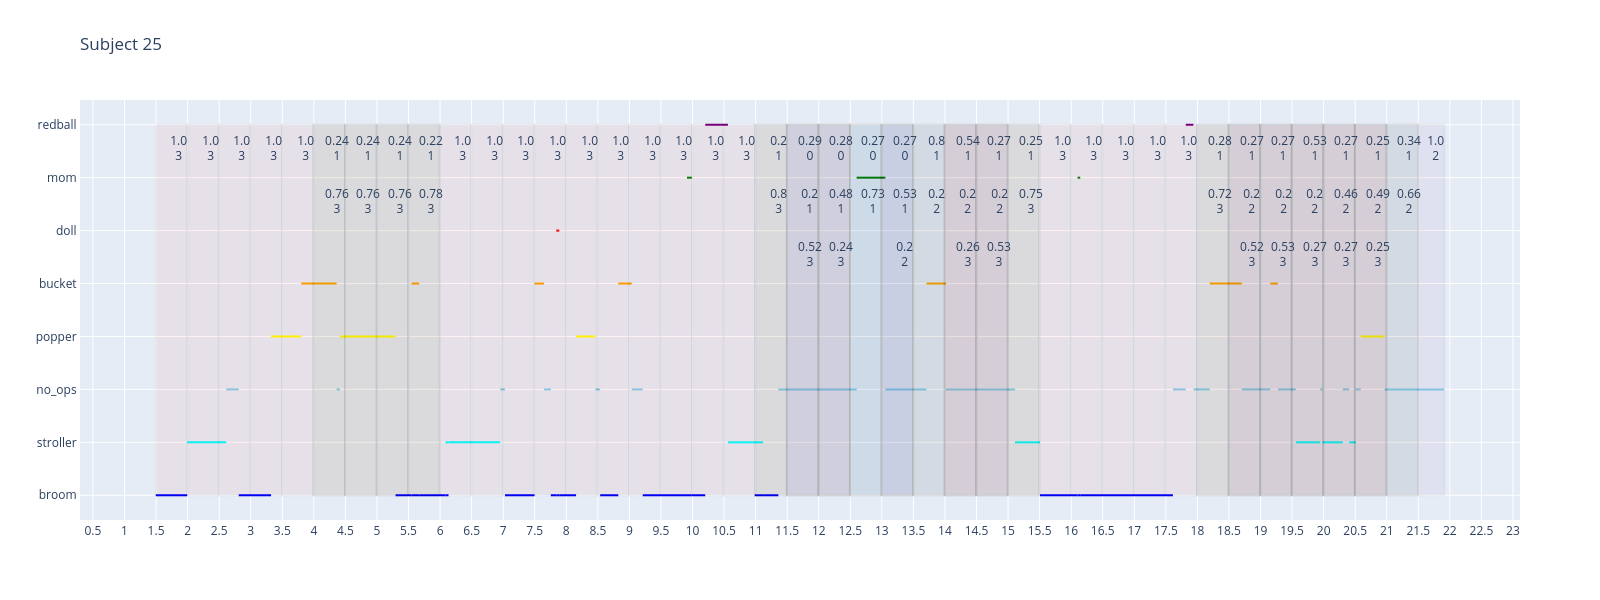 Subject 25
redball
1.0 1.0 1.0 1.0 1.0 0.24 0.24 0.24 0.22 1.0 1.0 1.0 1.0 1.0 1.0 1.0 1.0 1.0 1.0 0.2 0.29 0.28 0.27 0.27 0.8 0.54 0.27 0.25 1.0 1.0 1.0 1.0 1.0 0.28 0.27 0.27 0.53 0.27 0.25 0.34 1.0
3 3 3 3 3 1 1 1 1 3 3 3 3 3 3 3 3 3 3 1 0 0 0 0 1 1 1 1 3 3 3 3 3 1 1 1 1 1 1 1 2
mom
0.76 0.76 0.76 0.78 0.8 0.2 0.48 0.73 0.53 0.2 0.2 0.2 0.75 0.72 0.2 0.2 0.2 0.46 0.49 0.66
3 3 3 3 3 1 1 1 1 2 2 2 3 3 2 2 2 2 2 2
doll
0.52 0.24 0.2 0.26 0.53 0.52 0.53 0.27 0.27 0.25
3 3 2 3 3 3 3 3 3 3
bucket
popper
no_ops
stroller
broom
0.5 1 1.5 2 2.5 3 3.5 4 4.5 5 5.5 6 6.5 7 7.5 8 8.5 9 9.5 10 10.5 11 11.5 12 12.5 13 13.5 14 14.5 15 15.5 16 16.5 17 17.5 18 18.5 19 19.5 20 20.5 21 21.5 22 22.5 23